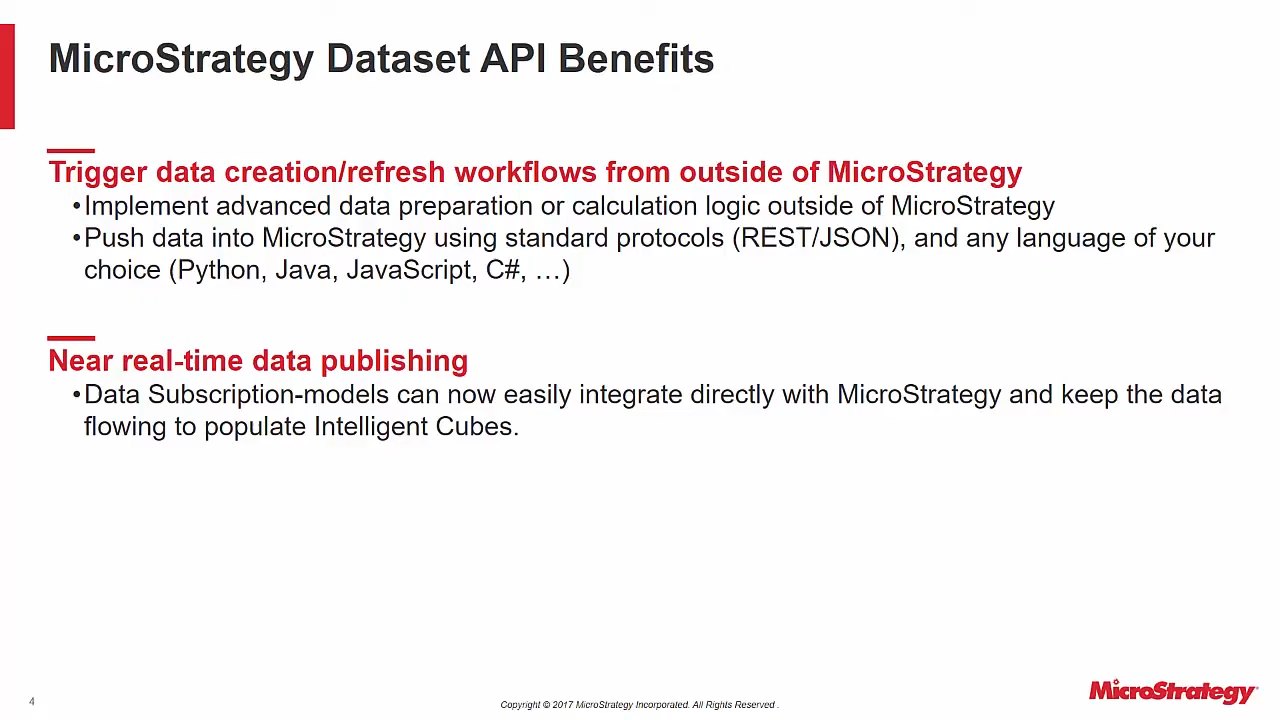 MicroStrategy Dataset API Benefits
Trigger data creation/refresh workflows from outside of MicroStrategy
•Implement advanced data preparation or calculation logic outside of MicroStrategy
•Push data into MicroStrategy using standard protocols (REST/JSON), and any language of your
choice (Python, Java, JavaScript, C#, …)
Near real-time data publishing
•Data Subscription-models can now easily integrate directly with MicroStrategy and keep the data
flowing to populate Intelligent Cubes.
4
Copyright © 2017 MicroStrategy Incorporated. All Rights Reserved .
MicroStrategy